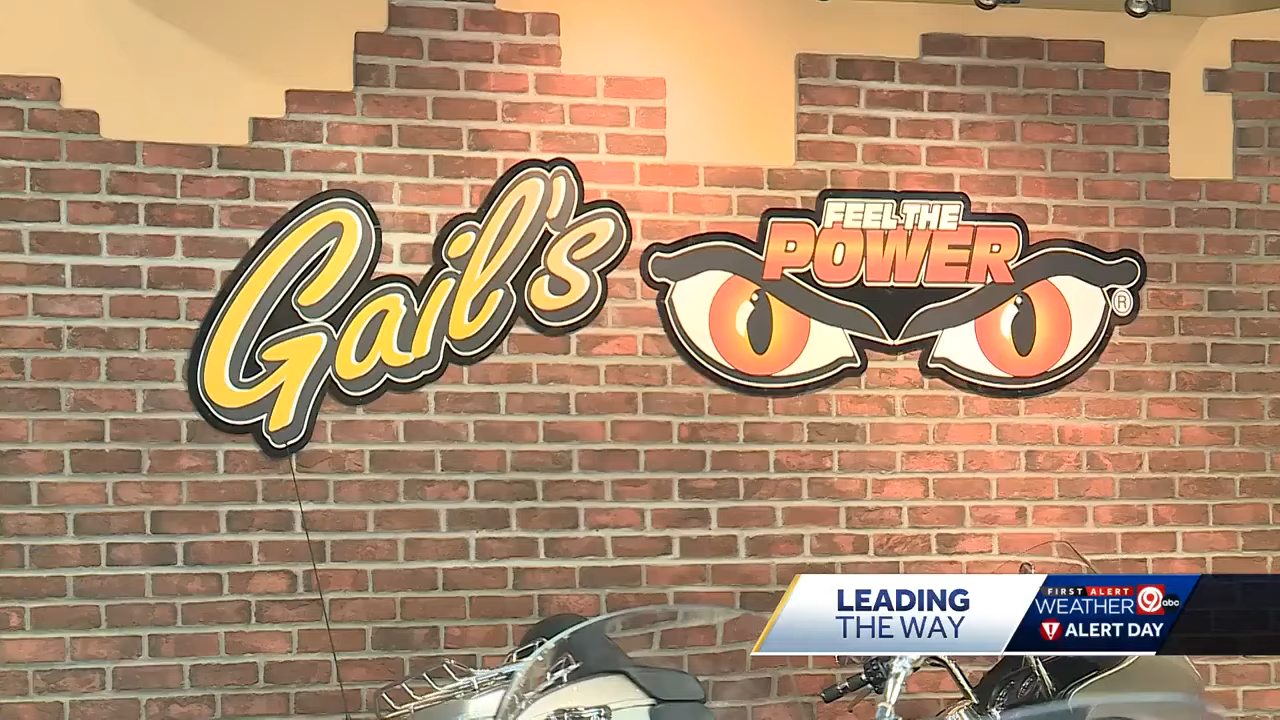 Gail's
FEEL THE
POWER
®
LEADING
THE WAY
FIRST ALERT
WEATHER 9 abc
ALERT DAY